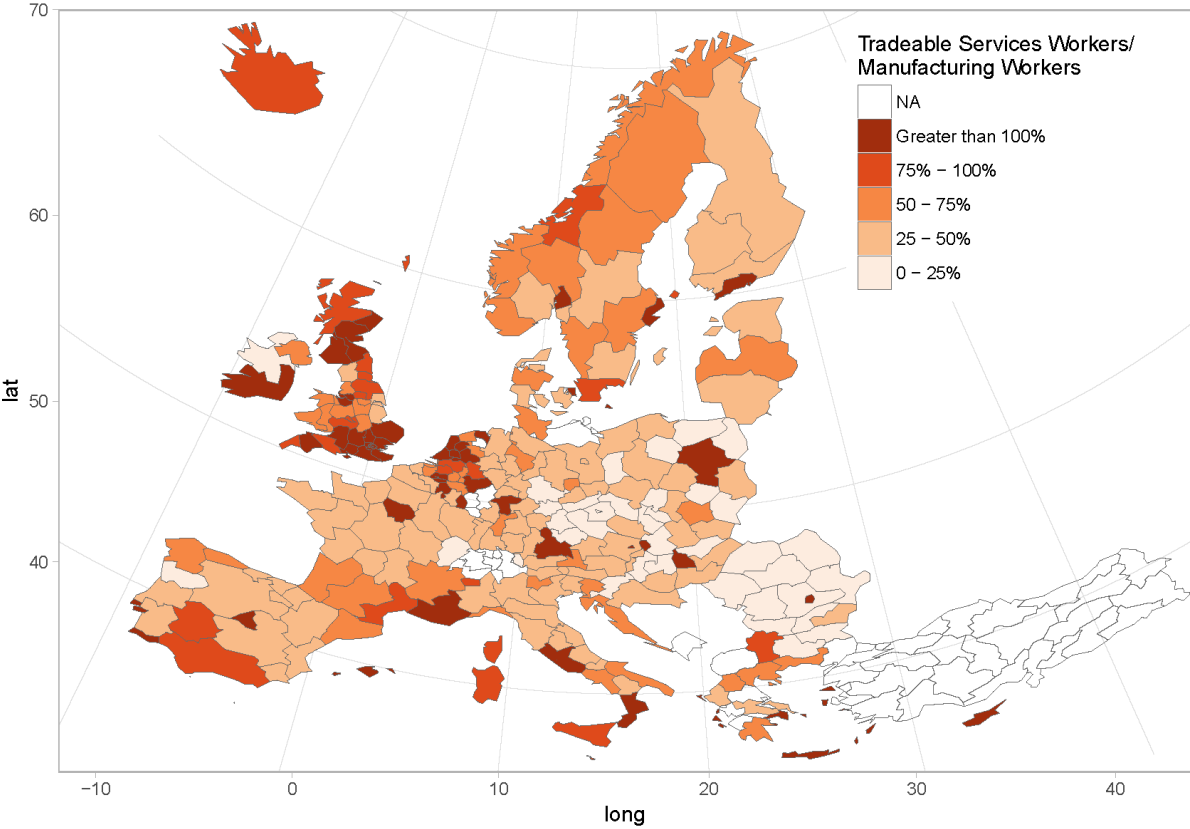 70
60
50
40
lat
Tradeable Services Workers/
Manufacturing Workers
NA
Greater than 100%
75% − 100%
50 − 75%
25 − 50%
0 − 25%
−10
0
10
20
30
40
long